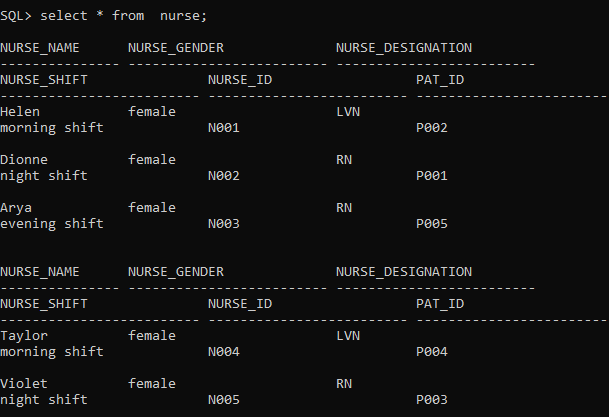 SQL> select * from  nurse;
NURSE_NAME      NURSE_GENDER              NURSE_DESIGNATION
--------------- ------------------------- -------------------------
NURSE_SHIFT               NURSE_ID                  PAT_ID
------------------------- ------------------------- -------------------------
Helen           female                    LVN
morning shift             N001                      P002
Dionne          female                    RN
night shift               N002                      P001
Arya            female                    RN
evening shift             N003                      P005
NURSE_NAME      NURSE_GENDER              NURSE_DESIGNATION
--------------- ------------------------- -------------------------
NURSE_SHIFT               NURSE_ID                  PAT_ID
------------------------- ------------------------- -------------------------
Taylor          female                    LVN
morning shift             N004                      P004
Violet          female                    RN
night shift               N005                      P003